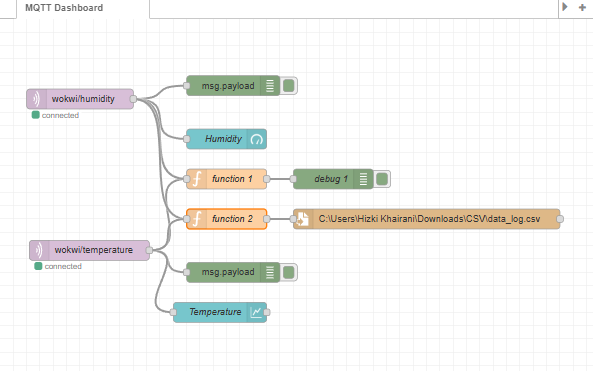 MQTT Dashboard
msg.payload
wokwi/humidity
connected
Humidity
function 1
debug 1
function 2
C:\Users\Hizki Khairani\Downloads\CSV\data_log.csv
wokwi/temperature
connected
msg.payload
Temperature